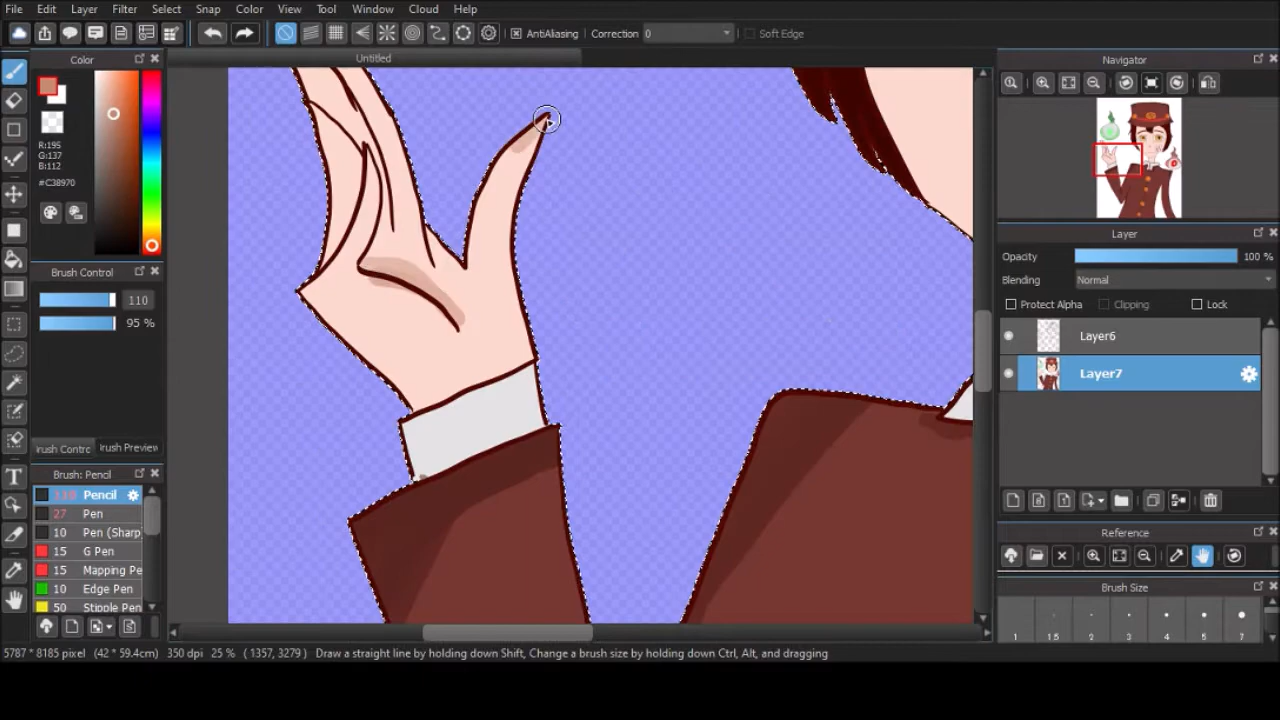 File Edit Layer Filter Select Snap Color View Tool Window Cloud Help
AntiAliasing Correction 0 Soft Edge
Untitled
Color
R:195
G:137
B:112
#C38970
Brush Control
110
95 %
rush Contrc rush Preview
Brush: Pencil
110 Pencil
27 Pen
10 Pen (Sharp
15 G Pen
15 Mapping Pe
10 Edge Pen
50 Stipple Pen
Navigator
Layer
Opacity 100 %
Blending Normal
Protect Alpha Clipping Lock
Layer6
Layer7
Reference
Brush Size
1 1.5 2 3 4 5 7
5787 * 8185 pixel (42 * 59.4cm) 350 dpi 25 % ( 1357, 3279 ) Draw a straight line by holding down Shift, Change a brush size by holding down Ctrl, Alt, and dragging